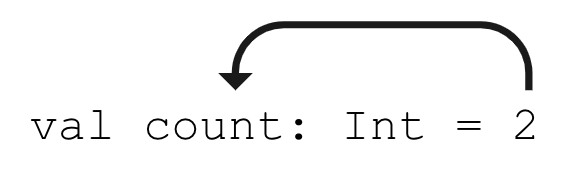 val count: Int = 2